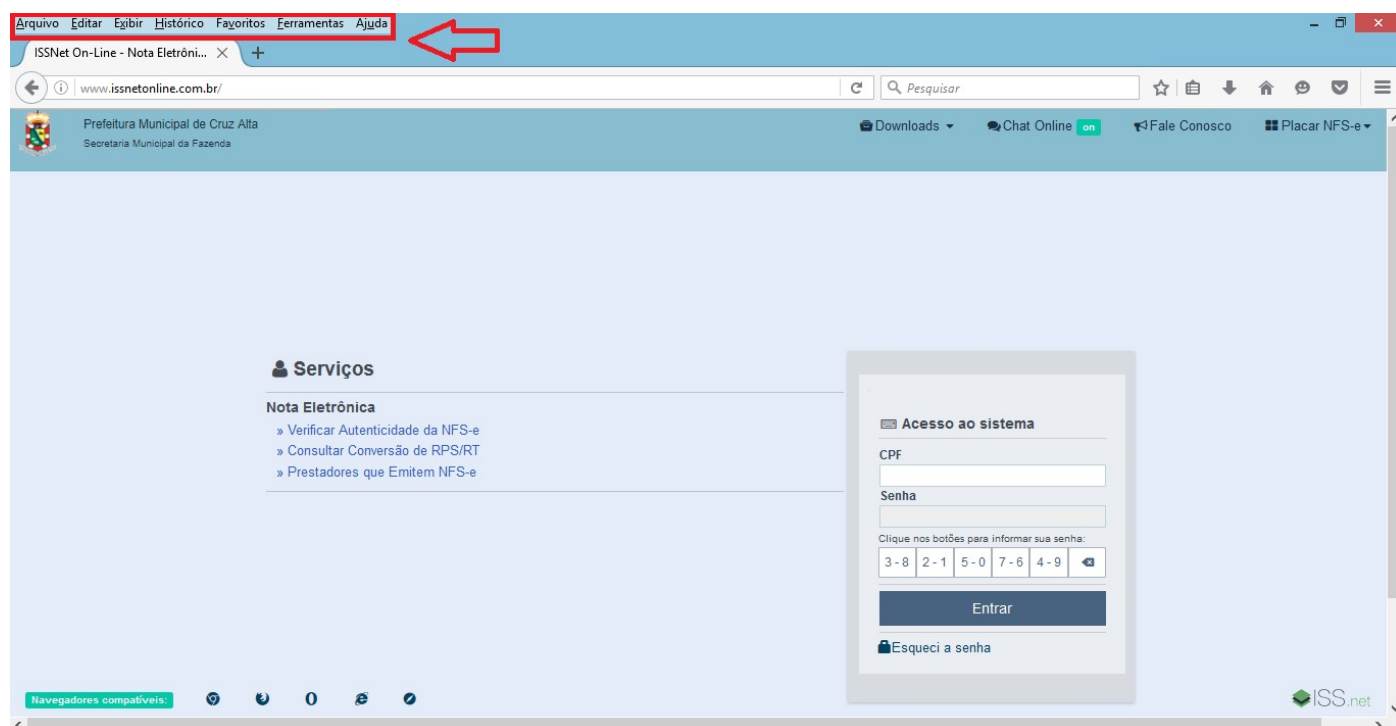 Arquivo Editar Exibir Histórico Favoritos Ferramentas Ajuda
ISSNet On-Line - Nota Eletrôni...
www.issnetonline.com.br/
Pesquisar
Prefeitura Municipal de Cruz Alta
Secretaria Municipal da Fazenda
Downloads Chat Online on Fale Conosco Placar NFS-e
Serviços
Nota Eletrônica
» Verificar Autenticidade da NFS-e
» Consultar Conversão de RPS/RT
» Prestadores que Emitem NFS-e
Acesso ao sistema
CPF
Senha
Clique nos botões para informar sua senha:
3 - 8 2 - 1 5 - 0 7 - 6 4 - 9
Entrar
Esqueci a senha
Navegadores compatíveis:
ISS.net